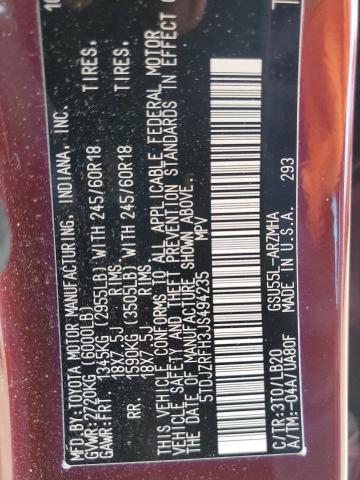 MFD.BY:TOYOTA MOTOR MANUFACTURING, INDIANA, INC.
GVWR:2720KG (6000LB)
GAWR:FRT. 1345KG (2955LB) WITH 245/60R18 TIRES.
18X7.5J RIMS
RR. 1590KG (3505LB) WITH 245/60R18 TIRES.
18X7.5J RIMS
THIS VEHICLE CONFORMS TO ALL APPLICABLE FEDERAL MOTOR
VEHICLE SAFETY AND THEFT PREVENTION STANDARDS IN EFFECT
ON THE DATE OF MANUFACTURE SHOWN ABOVE.
5TDJZRFH3JS494235 MPV
GSU55L-ARZMHA
C/TR:3T0/LB20 MADE IN U.S.A. 293
A/TM:-04A/UA80F